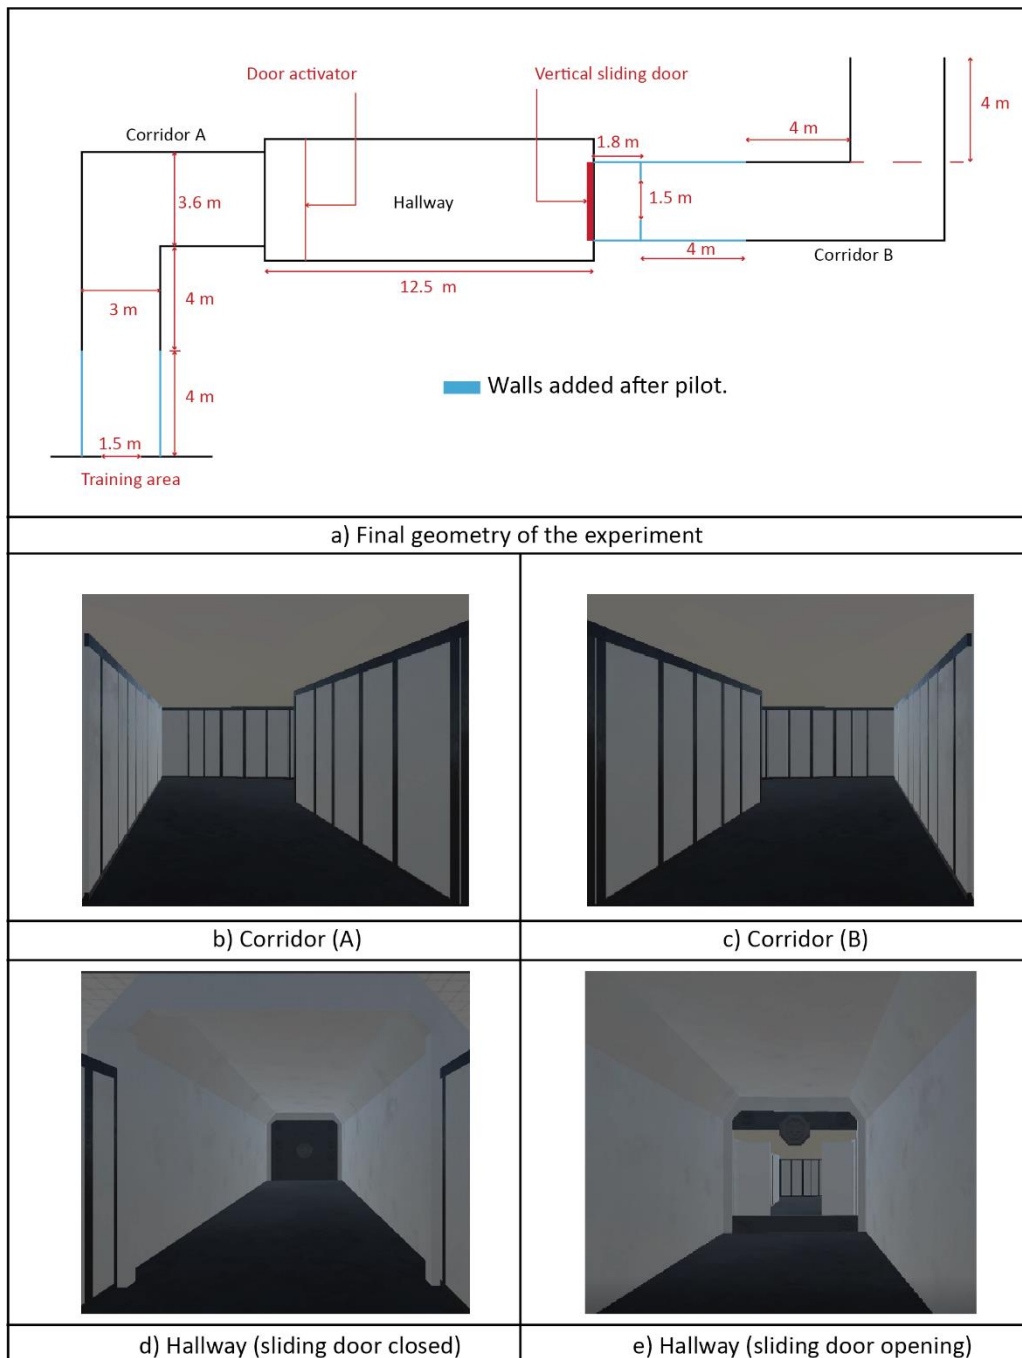 Door activator
Vertical sliding door
4 m
Corridor A
1.8 m
4 m
3.6 m
Hallway
1.5 m
4 m
Corridor B
12.5 m
3 m
4 m
Walls added after pilot.
4 m
1.5 m
Training area
a) Final geometry of the experiment
b) Corridor (A)
c) Corridor (B)
d) Hallway (sliding door closed)
e) Hallway (sliding door opening)